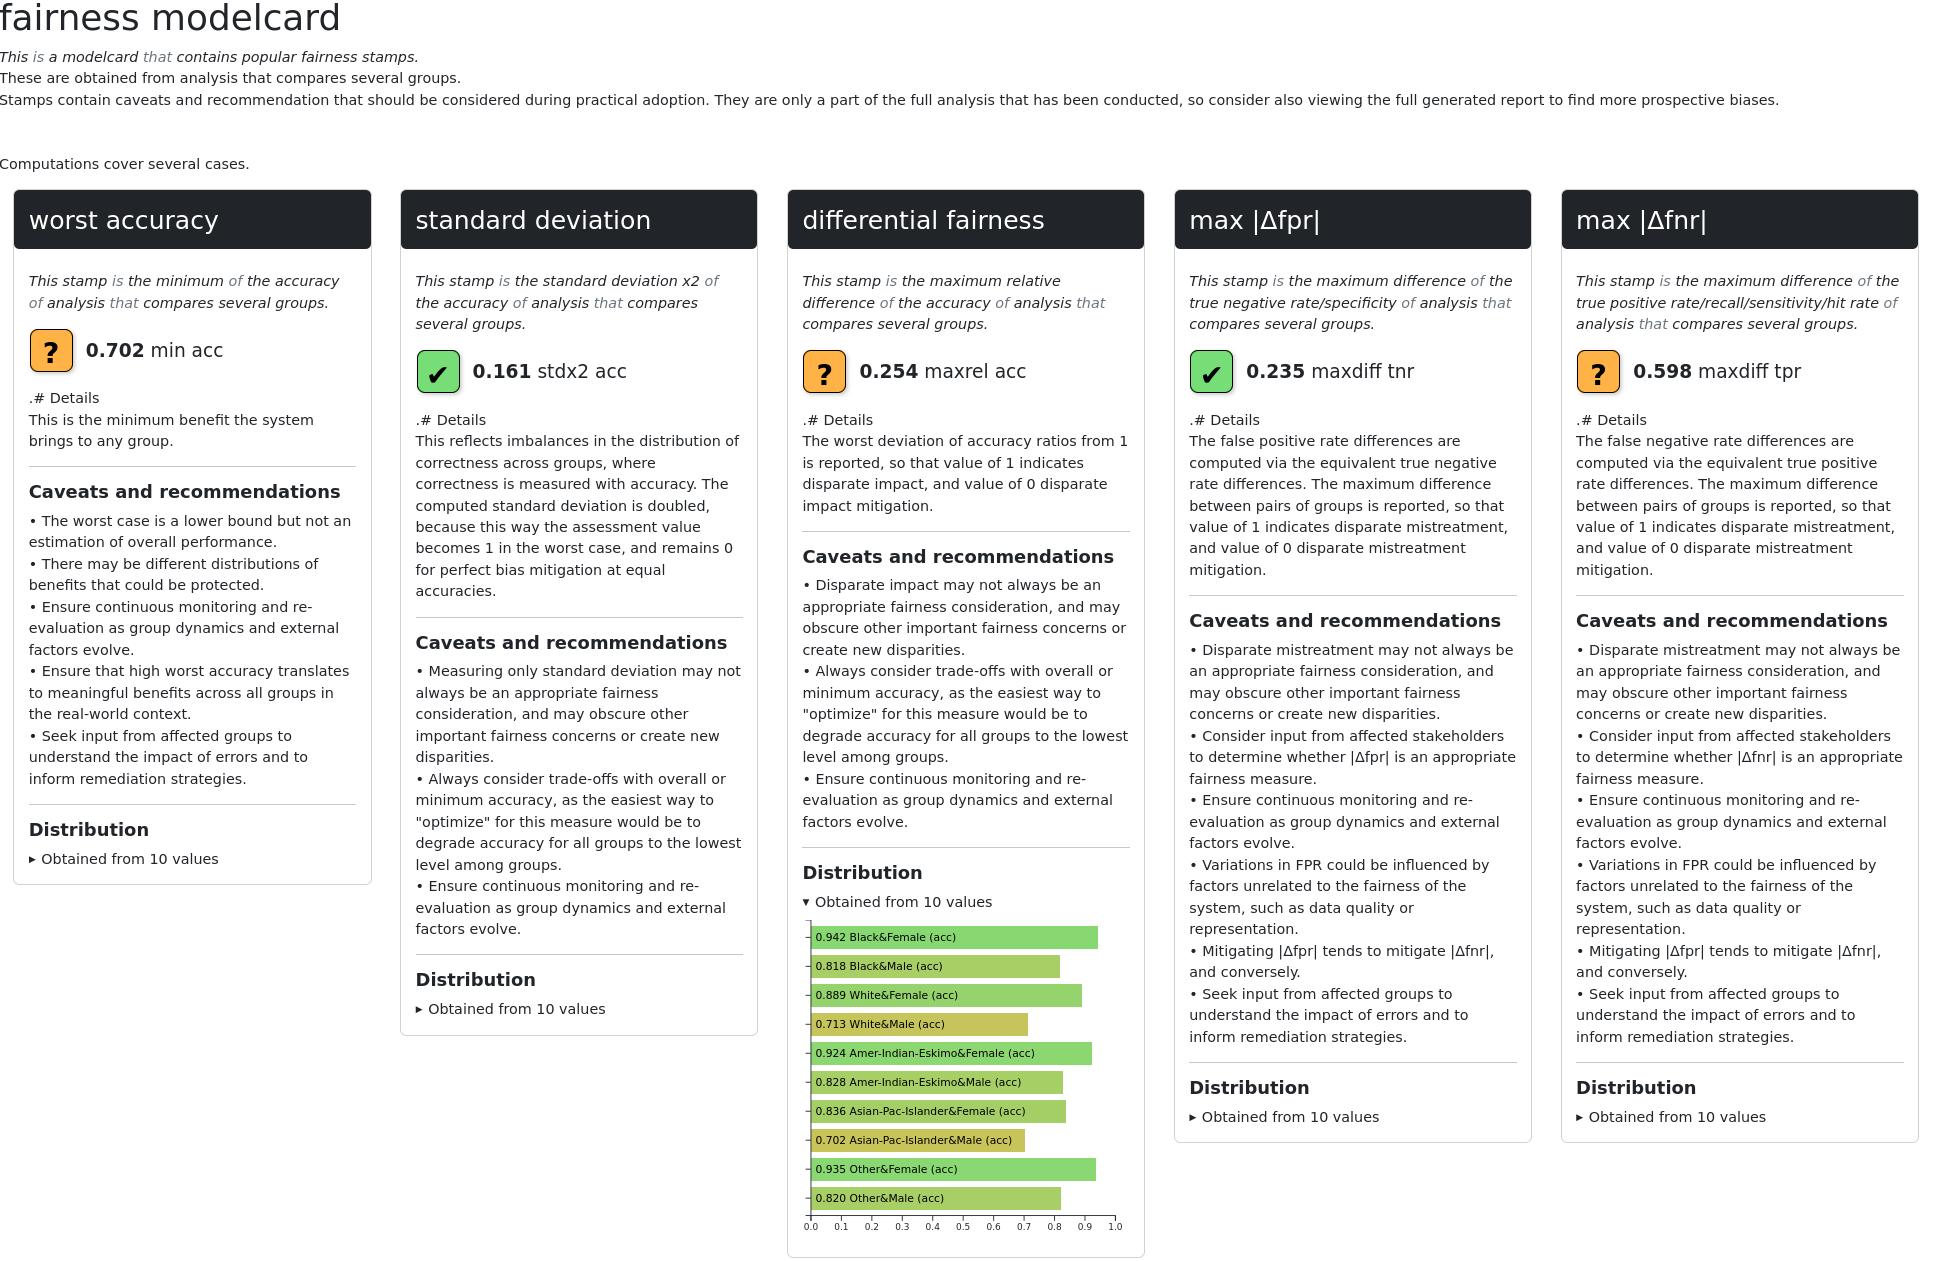 fairness modelcard
This is a modelcard that contains popular fairness stamps.
These are obtained from analysis that compares several groups.
Stamps contain caveats and recommendation that should be considered during practical adoption. They are only a part of the full analysis that has been conducted, so consider also viewing the full generated report to find more prospective biases.
Computations cover several cases.
worst accuracy
This stamp is the minimum of the accuracy
of analysis that compares several groups.
? 0.702 min acc
.# Details
This is the minimum benefit the system
brings to any group.
Caveats and recommendations
• The worst case is a lower bound but not an
estimation of overall performance.
• There may be different distributions of
benefits that could be protected.
• Ensure continuous monitoring and re-
evaluation as group dynamics and external
factors evolve.
• Ensure that high worst accuracy translates
to meaningful benefits across all groups in
the real-world context.
• Seek input from affected groups to
understand the impact of errors and to
inform remediation strategies.
Distribution
▸ Obtained from 10 values
standard deviation
This stamp is the standard deviation x2 of
the accuracy of analysis that compares
several groups.
✔ 0.161 stdx2 acc
.# Details
This reflects imbalances in the distribution of
correctness across groups, where
correctness is measured with accuracy. The
computed standard deviation is doubled,
because this way the assessment value
becomes 1 in the worst case, and remains 0
for perfect bias mitigation at equal
accuracies.
Caveats and recommendations
• Measuring only standard deviation may not
always be an appropriate fairness
consideration, and may obscure other
important fairness concerns or create new
disparities.
• Always consider trade-offs with overall or
minimum accuracy, as the easiest way to
"optimize" for this measure would be to
degrade accuracy for all groups to the lowest
level among groups.
• Ensure continuous monitoring and re-
evaluation as group dynamics and external
factors evolve.
Distribution
▸ Obtained from 10 values
differential fairness
This stamp is the maximum relative
difference of the accuracy of analysis that
compares several groups.
? 0.254 maxrel acc
.# Details
The worst deviation of accuracy ratios from 1
is reported, so that value of 1 indicates
disparate impact, and value of 0 disparate
impact mitigation.
Caveats and recommendations
• Disparate impact may not always be an
appropriate fairness consideration, and may
obscure other important fairness concerns or
create new disparities.
• Always consider trade-offs with overall or
minimum accuracy, as the easiest way to
"optimize" for this measure would be to
degrade accuracy for all groups to the lowest
level among groups.
• Ensure continuous monitoring and re-
evaluation as group dynamics and external
factors evolve.
Distribution
▾ Obtained from 10 values
0.942 Black&Female (acc)
0.818 Black&Male (acc)
0.889 White&Female (acc)
0.713 White&Male (acc)
0.924 Amer-Indian-Eskimo&Female (acc)
0.828 Amer-Indian-Eskimo&Male (acc)
0.836 Asian-Pac-Islander&Female (acc)
0.702 Asian-Pac-Islander&Male (acc)
0.935 Other&Female (acc)
0.820 Other&Male (acc)
0.0 0.1 0.2 0.3 0.4 0.5 0.6 0.7 0.8 0.9 1.0
max |Δfpr|
This stamp is the maximum difference of the
true negative rate/specificity of analysis that
compares several groups.
✔ 0.235 maxdiff tnr
.# Details
The false positive rate differences are
computed via the equivalent true negative
rate differences. The maximum difference
between pairs of groups is reported, so that
value of 1 indicates disparate mistreatment,
and value of 0 disparate mistreatment
mitigation.
Caveats and recommendations
• Disparate mistreatment may not always be
an appropriate fairness consideration, and
may obscure other important fairness
concerns or create new disparities.
• Consider input from affected stakeholders
to determine whether |Δfpr| is an appropriate
fairness measure.
• Ensure continuous monitoring and re-
evaluation as group dynamics and external
factors evolve.
• Variations in FPR could be influenced by
factors unrelated to the fairness of the
system, such as data quality or
representation.
• Mitigating |Δfpr| tends to mitigate |Δfnr|,
and conversely.
• Seek input from affected groups to
understand the impact of errors and to
inform remediation strategies.
Distribution
▸ Obtained from 10 values
max |Δfnr|
This stamp is the maximum difference of the
true positive rate/recall/sensitivity/hit rate of
analysis that compares several groups.
? 0.598 maxdiff tpr
.# Details
The false negative rate differences are
computed via the equivalent true positive
rate differences. The maximum difference
between pairs of groups is reported, so that
value of 1 indicates disparate mistreatment,
and value of 0 disparate mistreatment
mitigation.
Caveats and recommendations
• Disparate mistreatment may not always be
an appropriate fairness consideration, and
may obscure other important fairness
concerns or create new disparities.
• Consider input from affected stakeholders
to determine whether |Δfnr| is an appropriate
fairness measure.
• Ensure continuous monitoring and re-
evaluation as group dynamics and external
factors evolve.
• Variations in FPR could be influenced by
factors unrelated to the fairness of the
system, such as data quality or
representation.
• Mitigating |Δfpr| tends to mitigate |Δfnr|,
and conversely.
• Seek input from affected groups to
understand the impact of errors and to
inform remediation strategies.
Distribution
▸ Obtained from 10 values